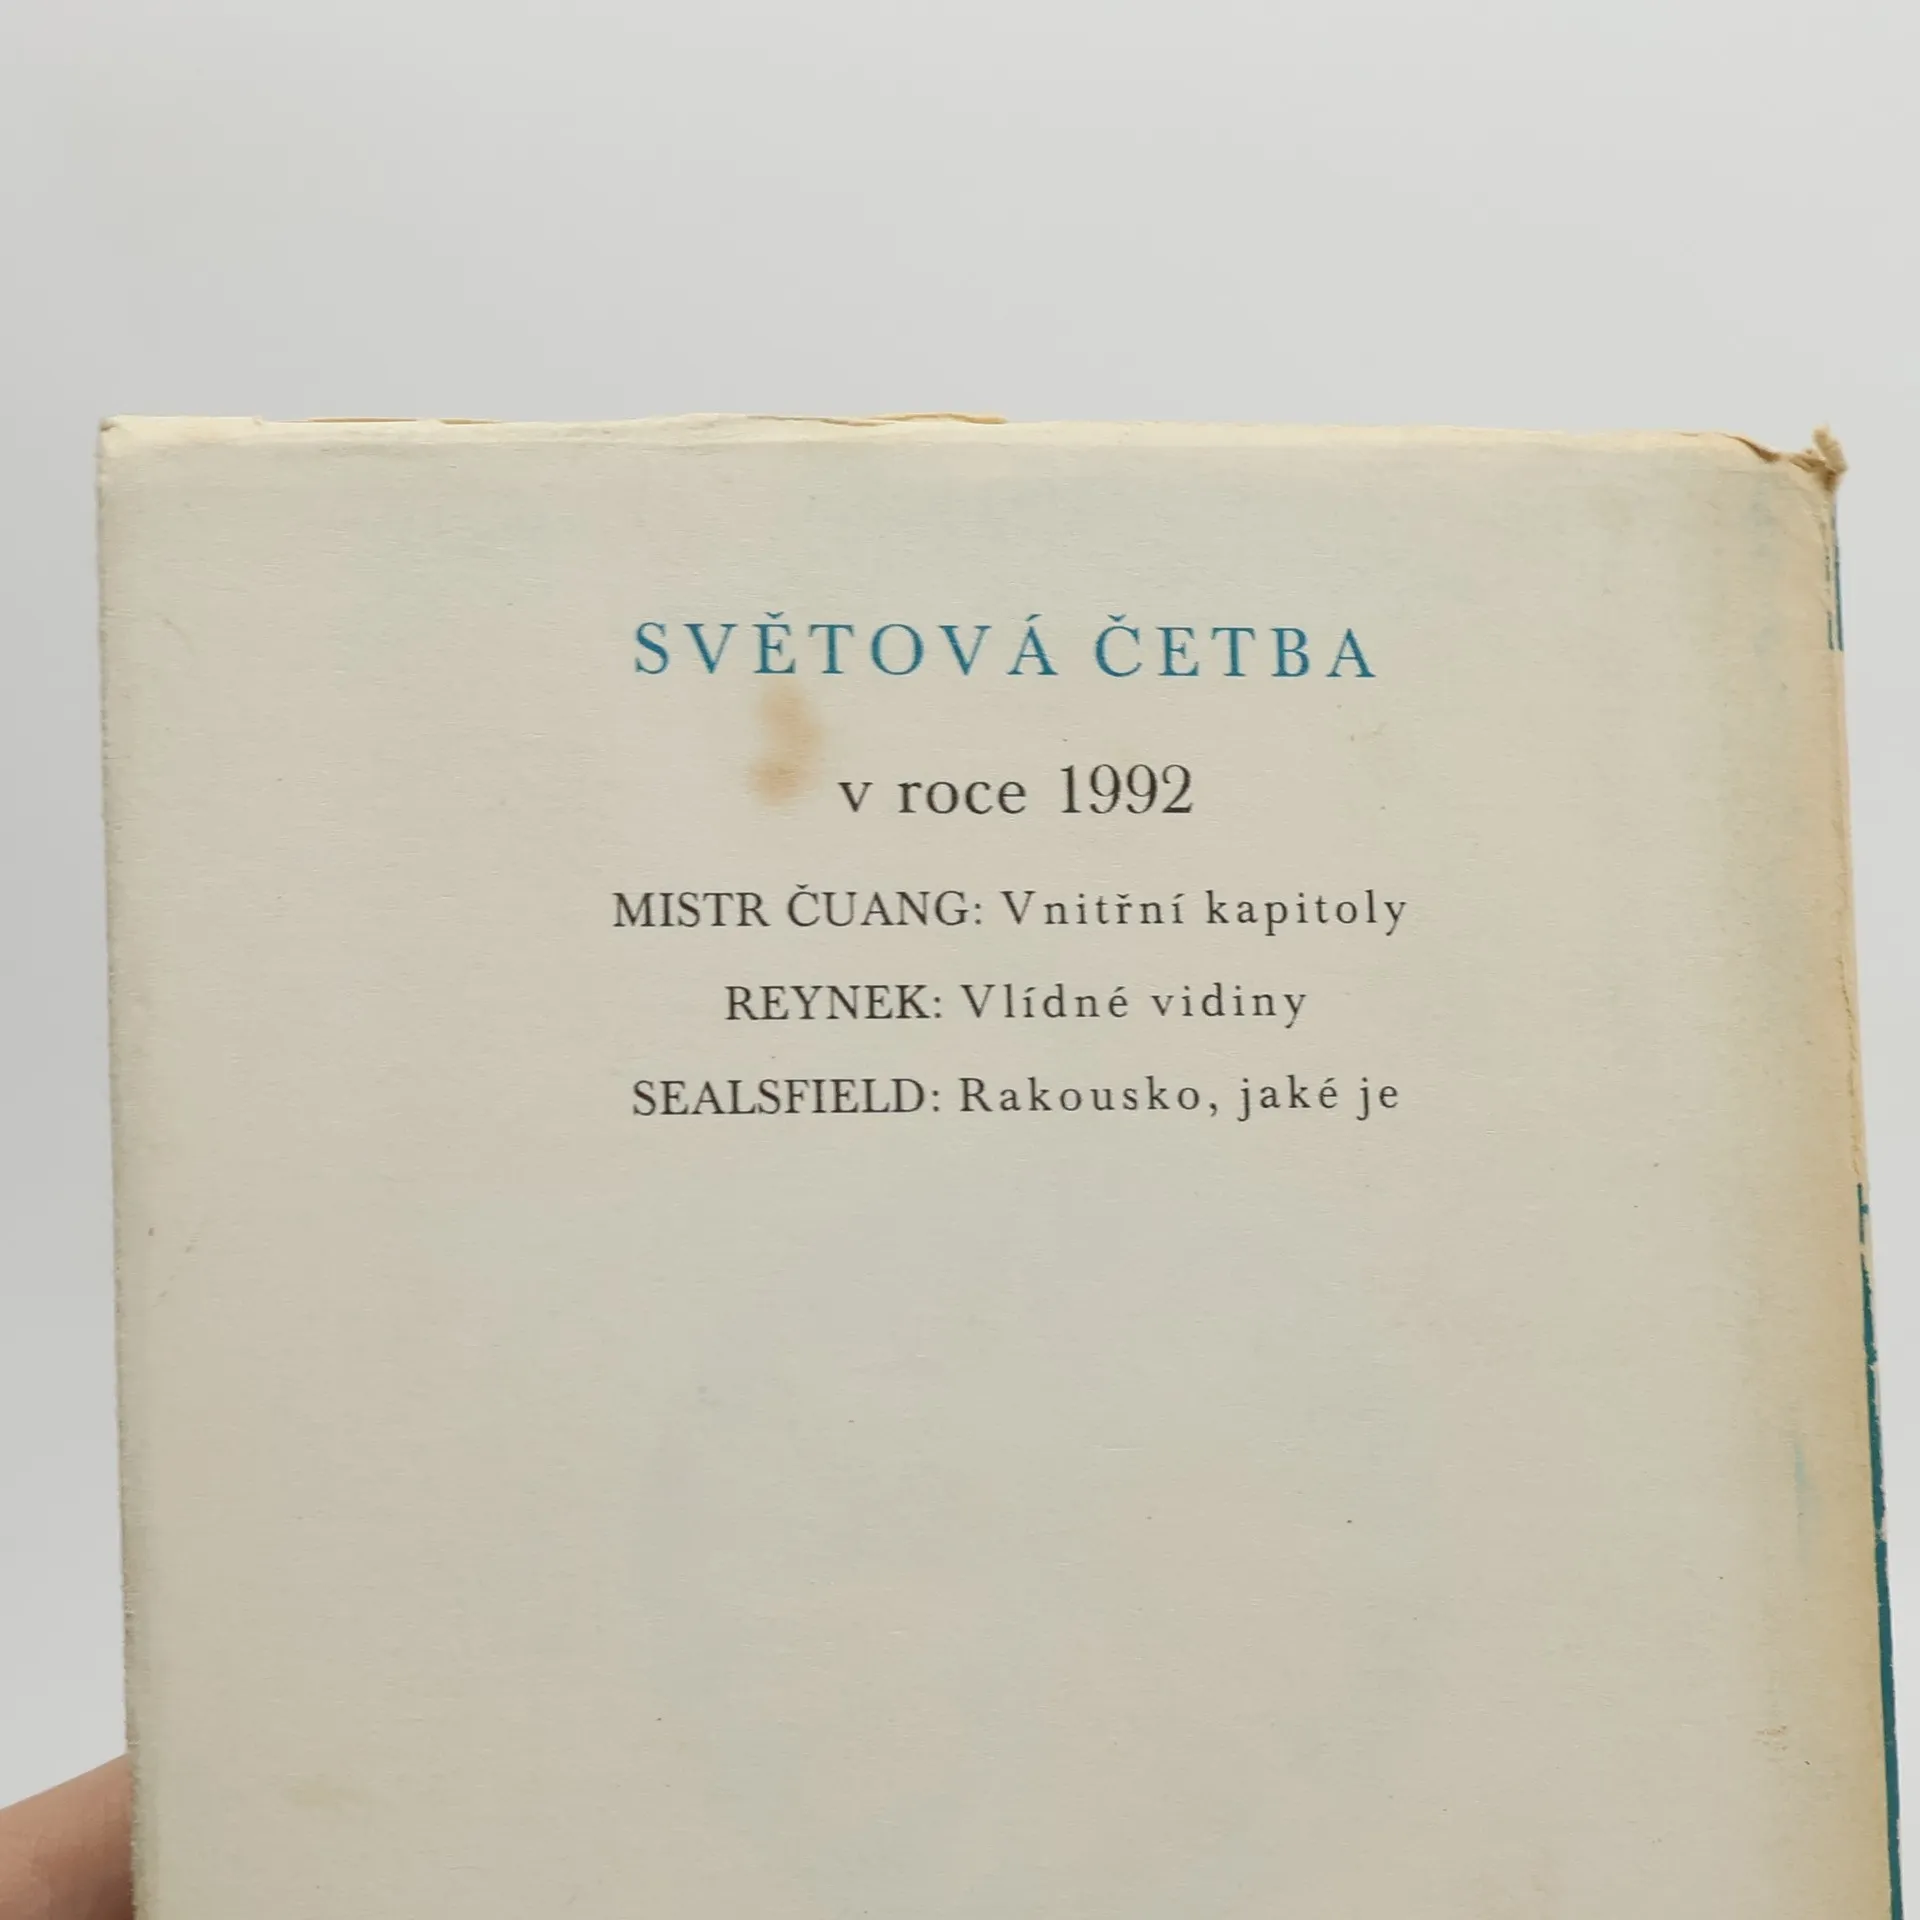 SVĚTOVÁ ČETBA
v roce 1992
MISTR ČUANG: Vnitřní kapitoly
REYNEK: Vlídné vidiny
SEALSFIELD: Rakousko, jaké je